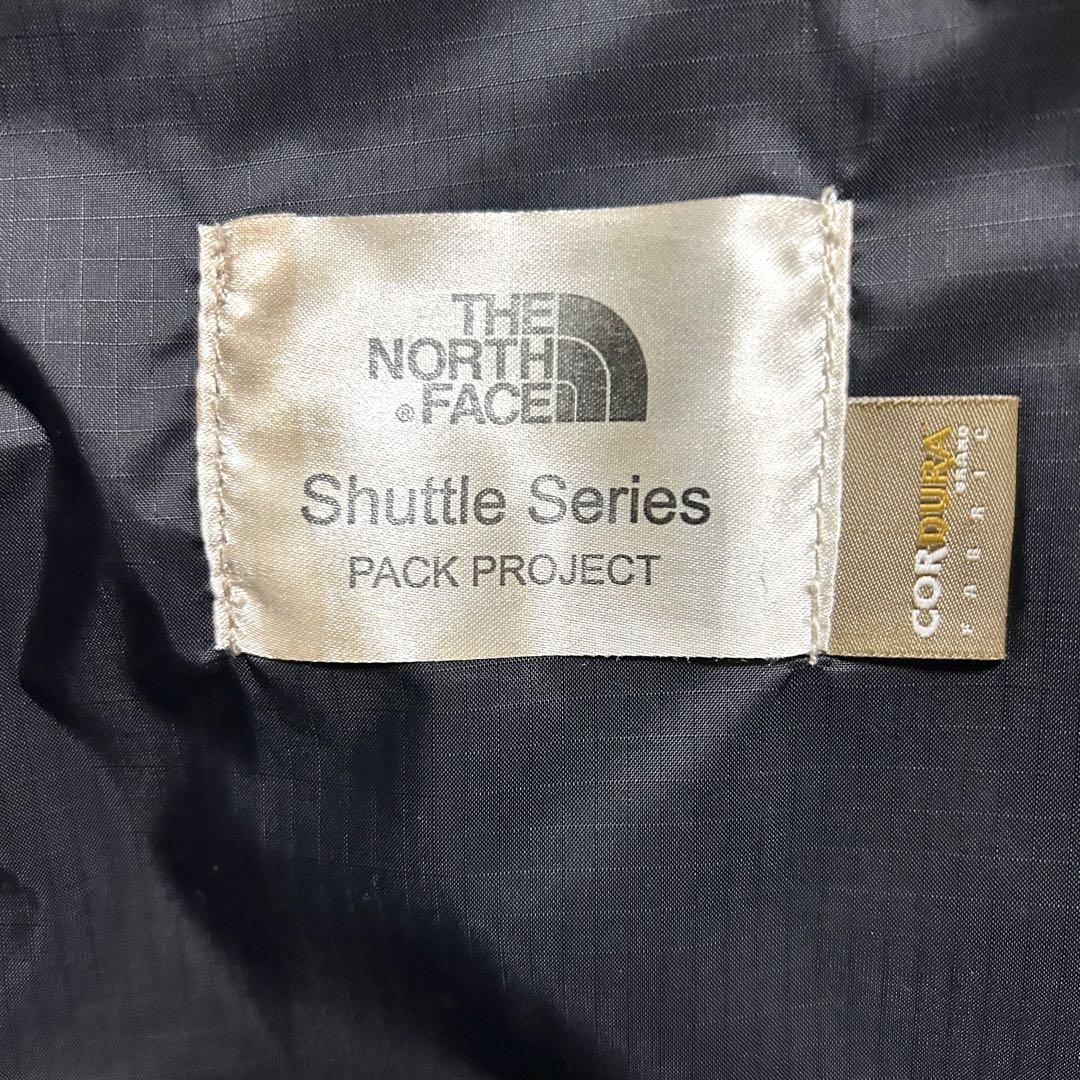 THE
NORTH
® FACE
Shuttle Series
PACK PROJECT
CORDURA
BRAND
FABRIC